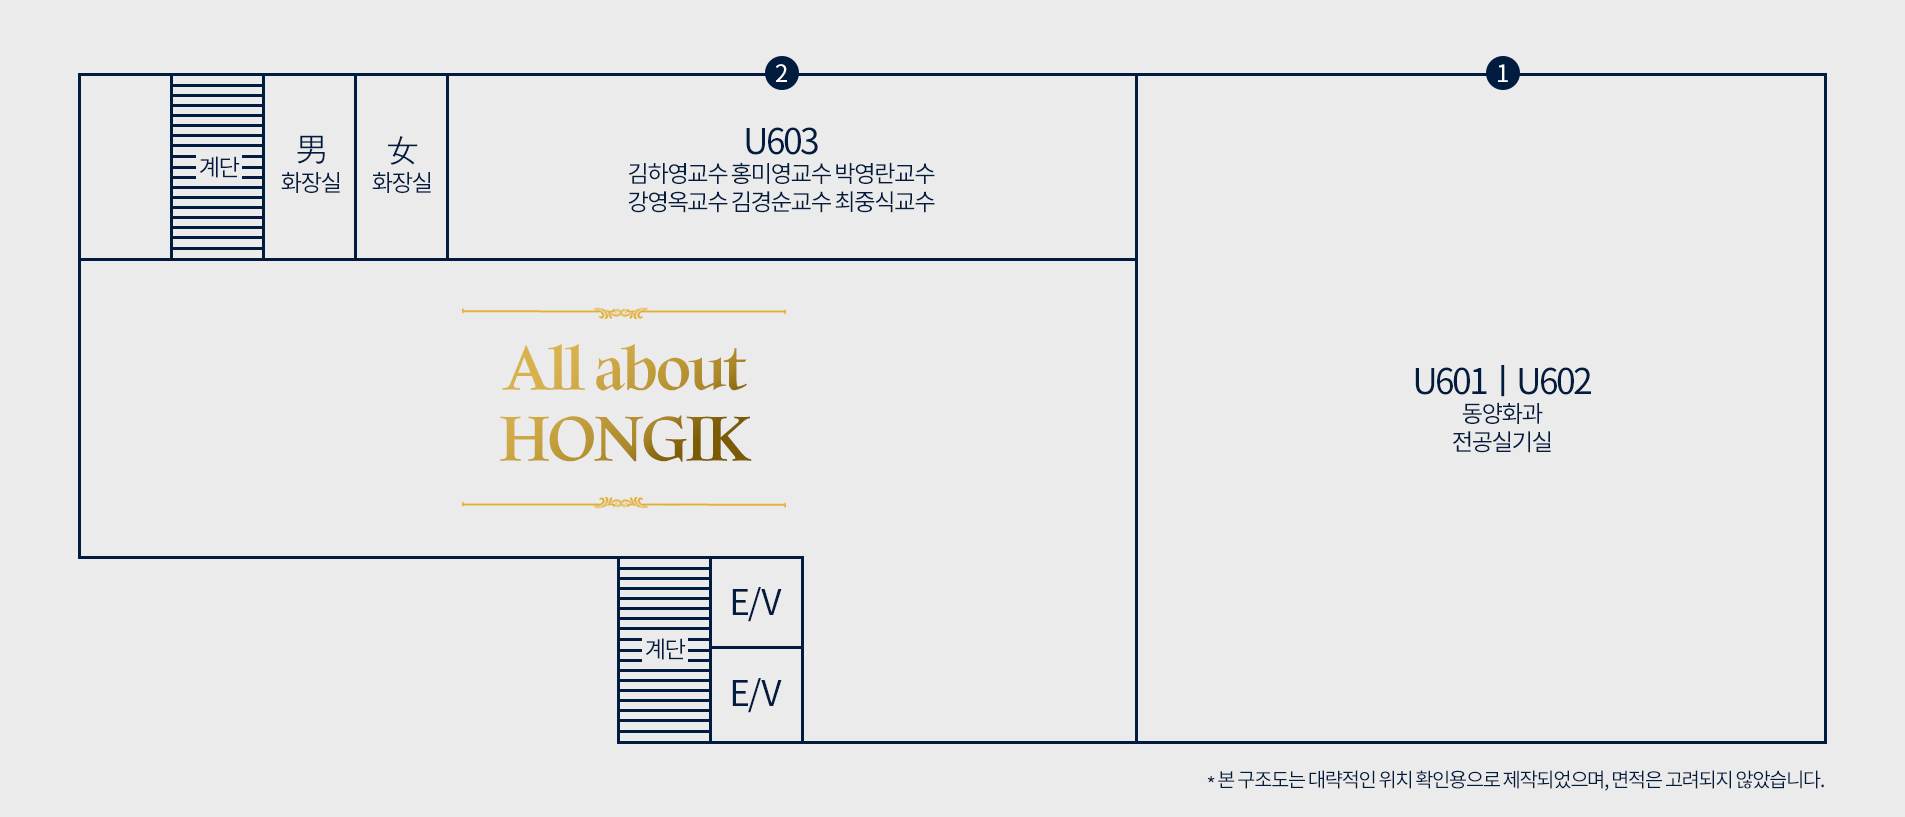 2
1
계단
男
화장실
女
화장실
U603
김하영교수 홍미영교수 박영란교수
강영옥교수 김경순교수 최중식교수
All about
HONGIK
U601 | U602
동양화과
전공실기실
E/V
계단
E/V
* 본 구조도는 대략적인 위치 확인용으로 제작되었으며, 면적은 고려되지 않았습니다.